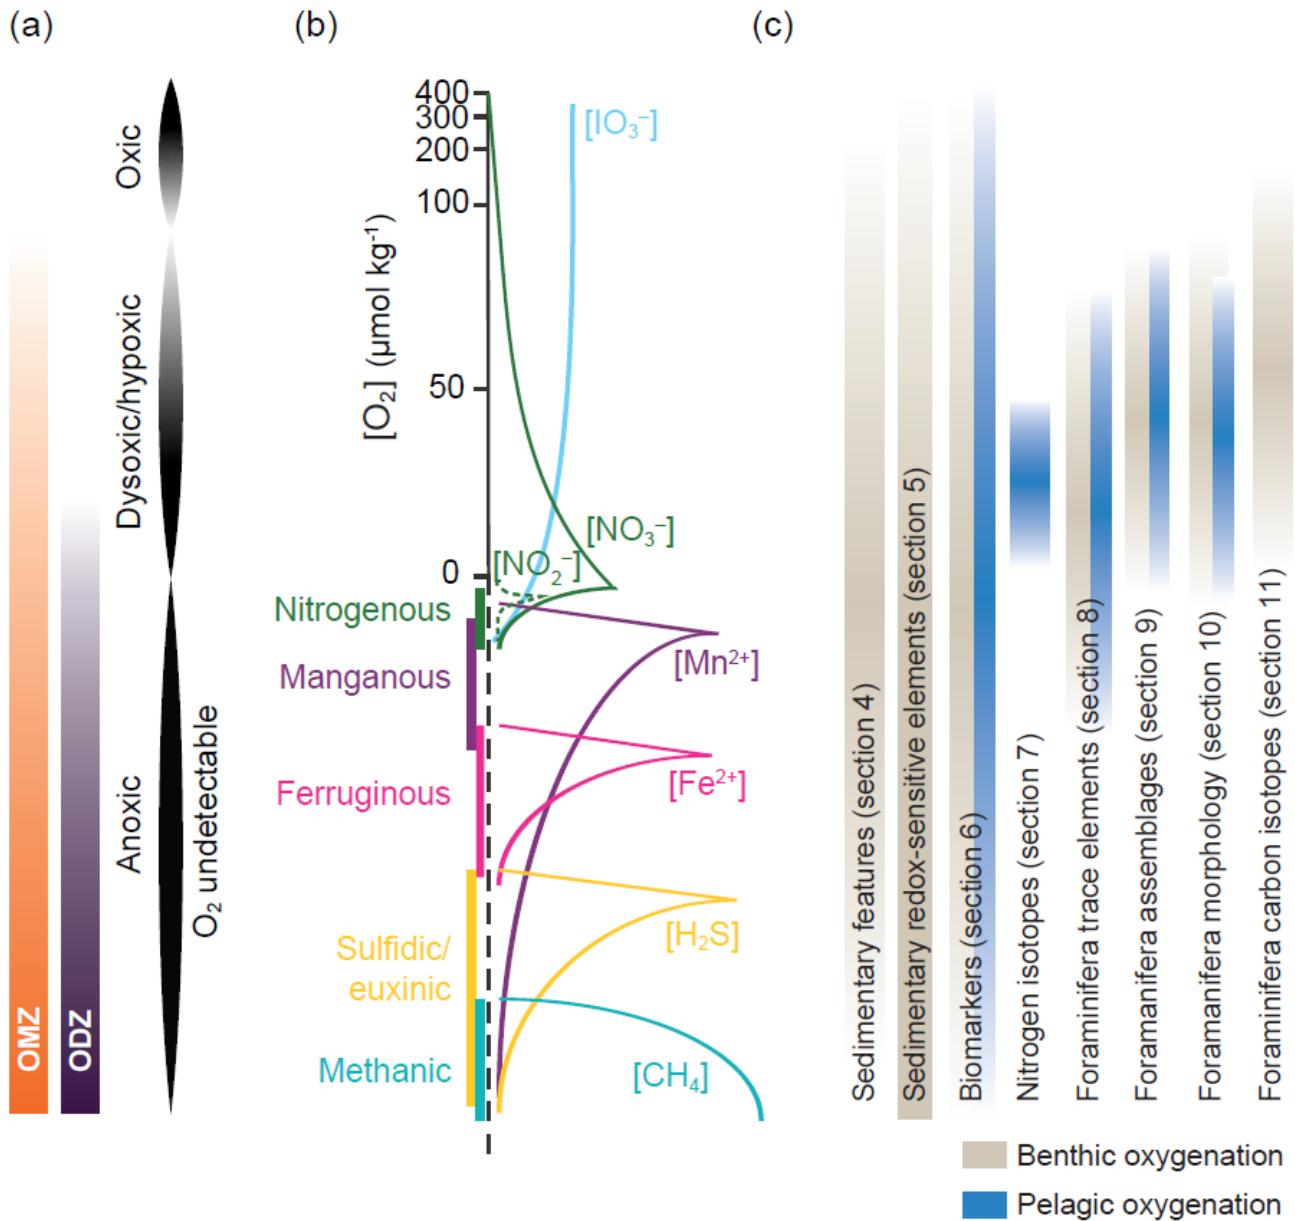 (a)
Oxic
Dysoxic/hypoxic
Anoxic
O₂ undetectable
OMZ
ODZ
(b)
[O₂] (μmol kg⁻¹)
400
300
200
100
50
0
[IO₃⁻]
[NO₃⁻]
[NO₂⁻]
Nitrogenous
Manganous
[Mn²⁺]
Ferruginous
[Fe²⁺]
Sulfidic/
euxinic
[H₂S]
Methanic
[CH₄]
(c)
Sedimentary features (section 4)
Sedimentary redox-sensitive elements (section 5)
Biomarkers (section 6)
Nitrogen isotopes (section 7)
Foraminifera trace elements (section 8)
Foramanifera assemblages (section 9)
Foramanifera morphology (section 10)
Foraminifera carbon isotopes (section 11)
Benthic oxygenation
Pelagic oxygenation